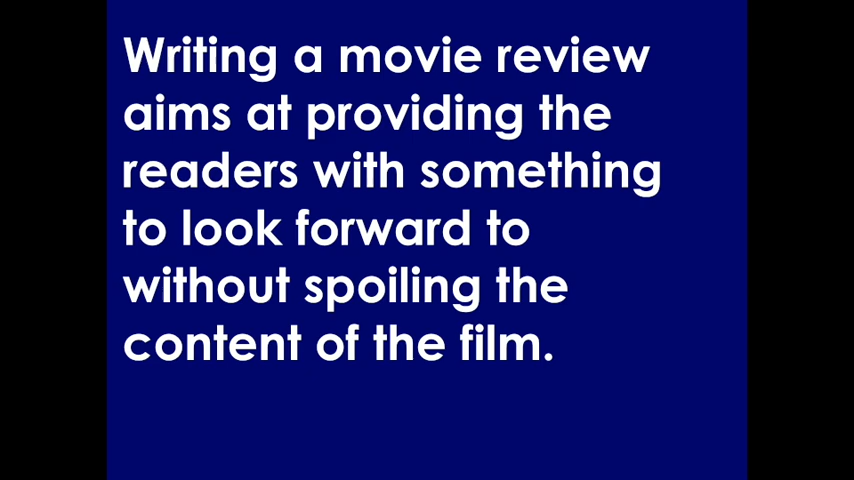 Writing a movie review
aims at providing the
readers with something
to look forward to
without spoiling the
content of the film.